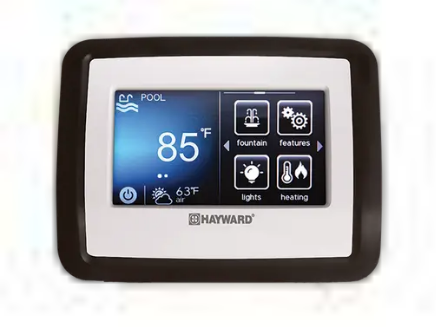 POOL
85°F
63°F
air
fountain features
lights heating
HAYWARD®